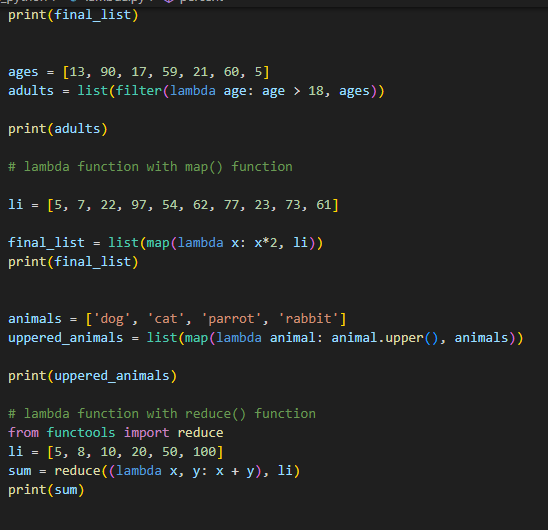 print(final_list)
ages = [13, 90, 17, 59, 21, 60, 5]
adults = list(filter(lambda age: age > 18, ages))
print(adults)
# lambda function with map() function
li = [5, 7, 22, 97, 54, 62, 77, 23, 73, 61]
final_list = list(map(lambda x: x*2, li))
print(final_list)
animals = ['dog', 'cat', 'parrot', 'rabbit']
uppered_animals = list(map(lambda animal: animal.upper(), animals))
print(uppered_animals)
# lambda function with reduce() function
from functools import reduce
li = [5, 8, 10, 20, 50, 100]
sum = reduce((lambda x, y: x + y), li)
print(sum)